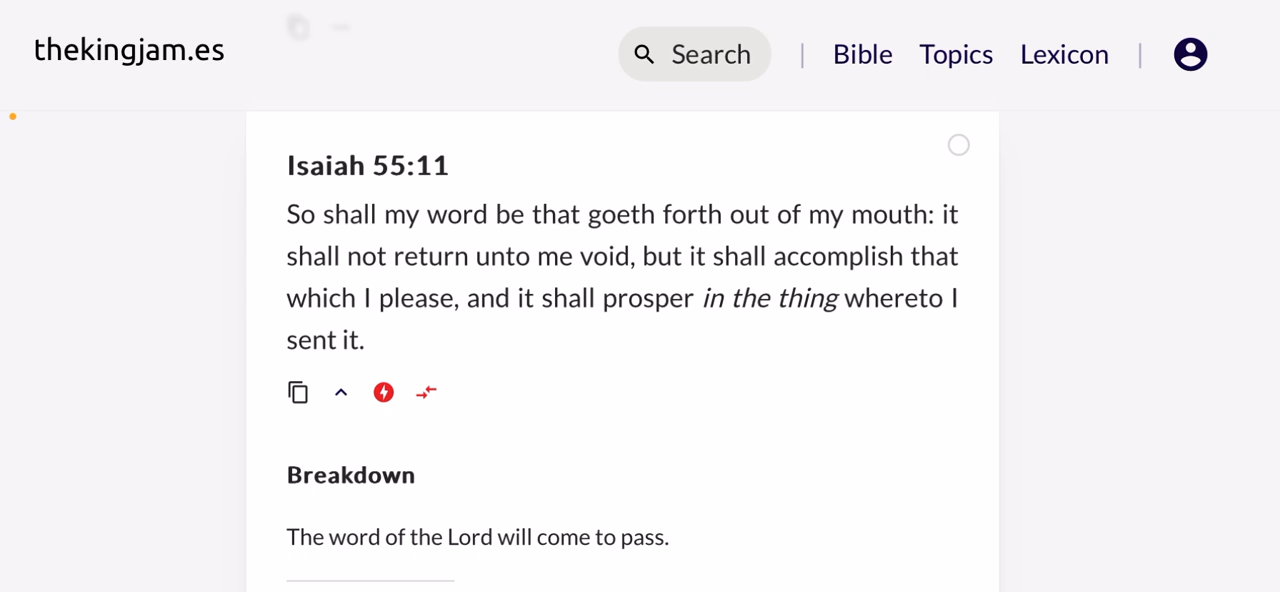 thekingjam.es
Search | Bible Topics Lexicon |
Isaiah 55:11
So shall my word be that goeth forth out of my mouth: it
shall not return unto me void, but it shall accomplish that
which I please, and it shall prosper in the thing whereto I
sent it.
Breakdown
The word of the Lord will come to pass.